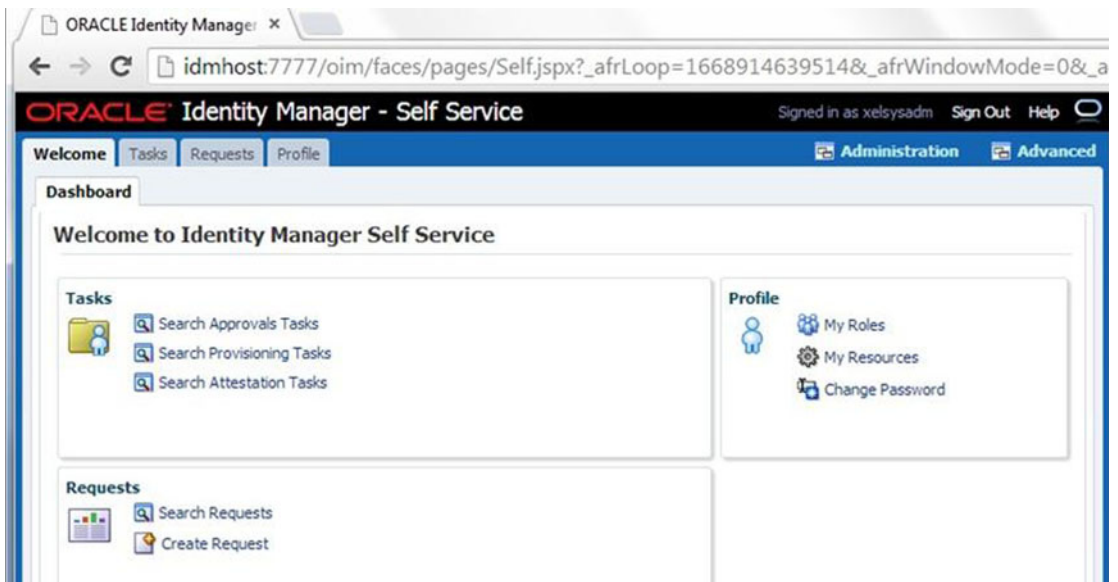 ORACLE Identity Manager ×
idmhost:7777/oim/faces/pages/Self.jspx?_afrLoop=1668914639514&_afrWindowMode=0&_a
ORACLE Identity Manager - Self Service Signed in as xelsysadm Sign Out Help
Welcome Tasks Requests Profile Administration Advanced
Dashboard
Welcome to Identity Manager Self Service
Tasks
Search Approvals Tasks
Search Provisioning Tasks
Search Attestation Tasks
Profile
My Roles
My Resources
Change Password
Requests
Search Requests
Create Request